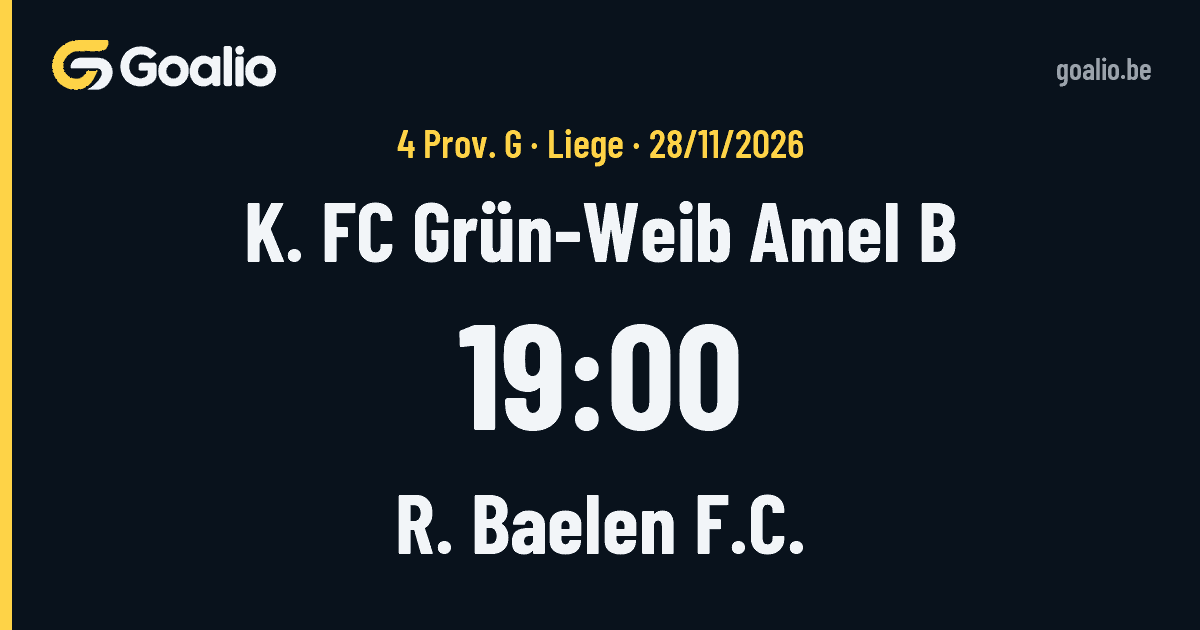 Goalio
goalio.be
4 Prov. G · Liege · 28/11/2026
K. FC Grün-Weib Amel B
19:00
R. Baelen F.C.